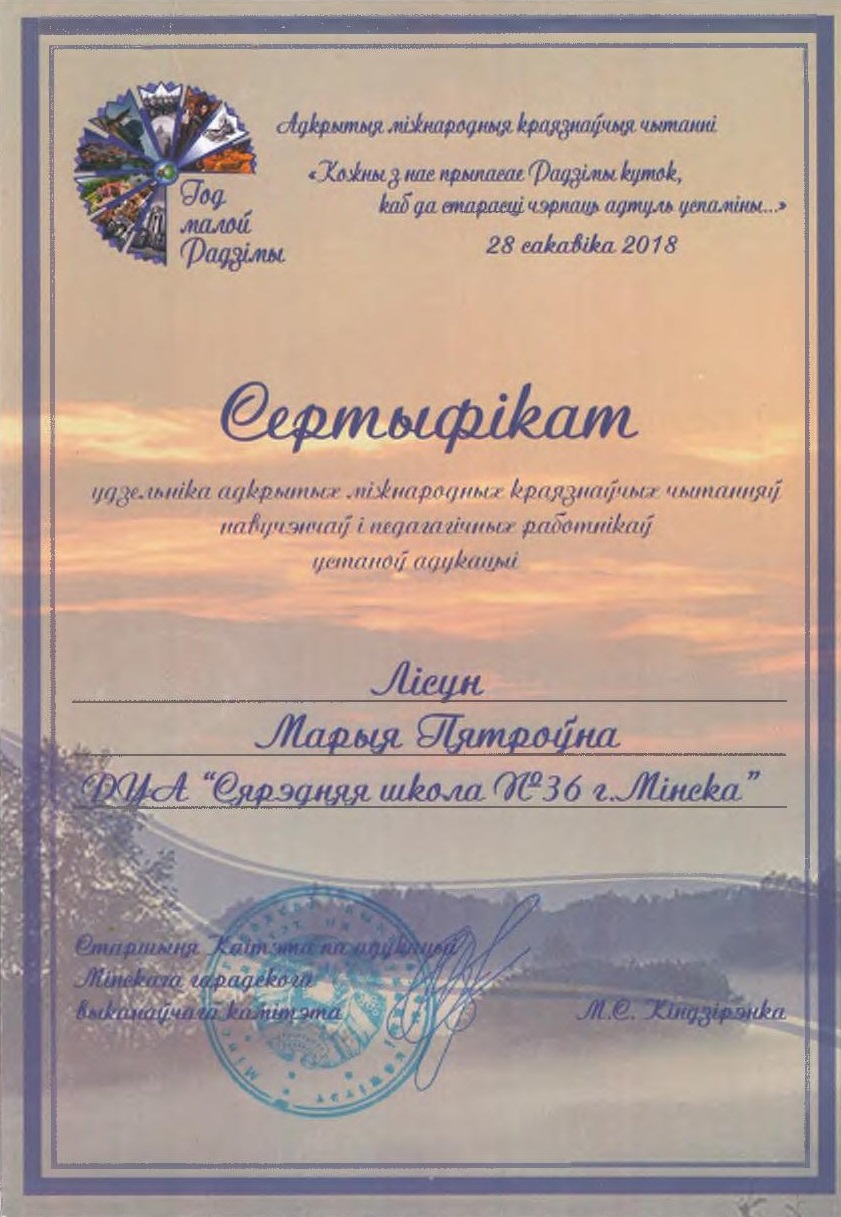 Адкрытыя міжнародныя краязнаўчыя чытанні
«Кожны з нас прыпасае Радзімы куток,
каб да старасці чэрпаць адтуль успаміны...»
28 сакавіка 2018
Год
малой
Радзімы
Сертыфікат
удзельніка адкрытых міжнародных краязнаўчых чытанняў
навучэнчаў і педагагічных работнікаў
устаноў адукацыі
Лісун
Марыя Пятроўна
ДУА “Сярэдняя школа №36 г.Мінска”
Старшыня Камітэта па адукацыі
Мінскага гарадскога
выканаўчага камітэта
М.С. Кіндзірэнка